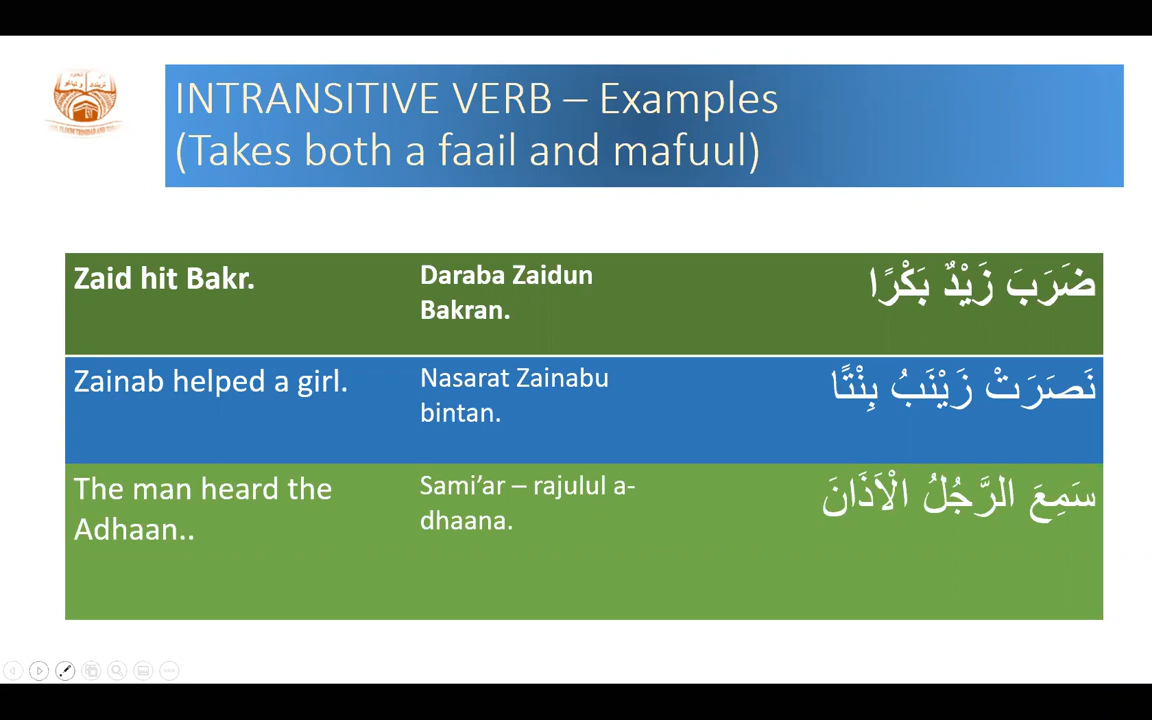 INTRANSITIVE VERB – Examples
(Takes both a faail and mafuul)
Zaid hit Bakr.
Daraba Zaidun
Bakran.
ضَرَبَ زَيْدٌ بَكْرًا
Zainab helped a girl.
Nasarat Zainabu
bintan.
نَصَرَتْ زَيْنَبُ بِنْتًا
The man heard the
Adhaan..
Sami’ar – rajulul a-
dhaana.
سَمِعَ الرَّجُلُ الْاَذَانَ